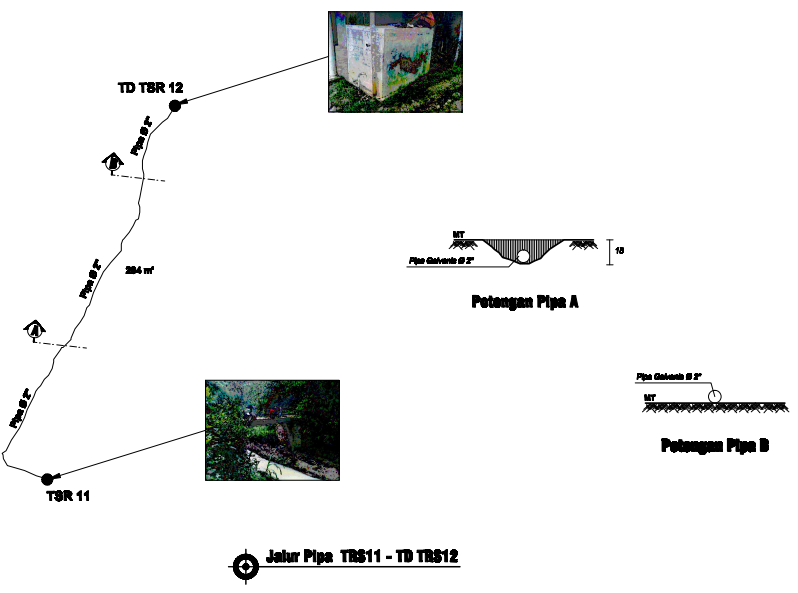 TD TSR 12
Pipa Ø 2"
B
Pipa Ø 2"
294 m'
A
Pipa Ø 2"
TSR 11
MT
Pipa Galvanis Ø 2"
15
Potongan Pipa A
Pipa Galvanis Ø 2"
MT
Potongan Pipa B
Jalur Pipa TRS11 - TD TRS12